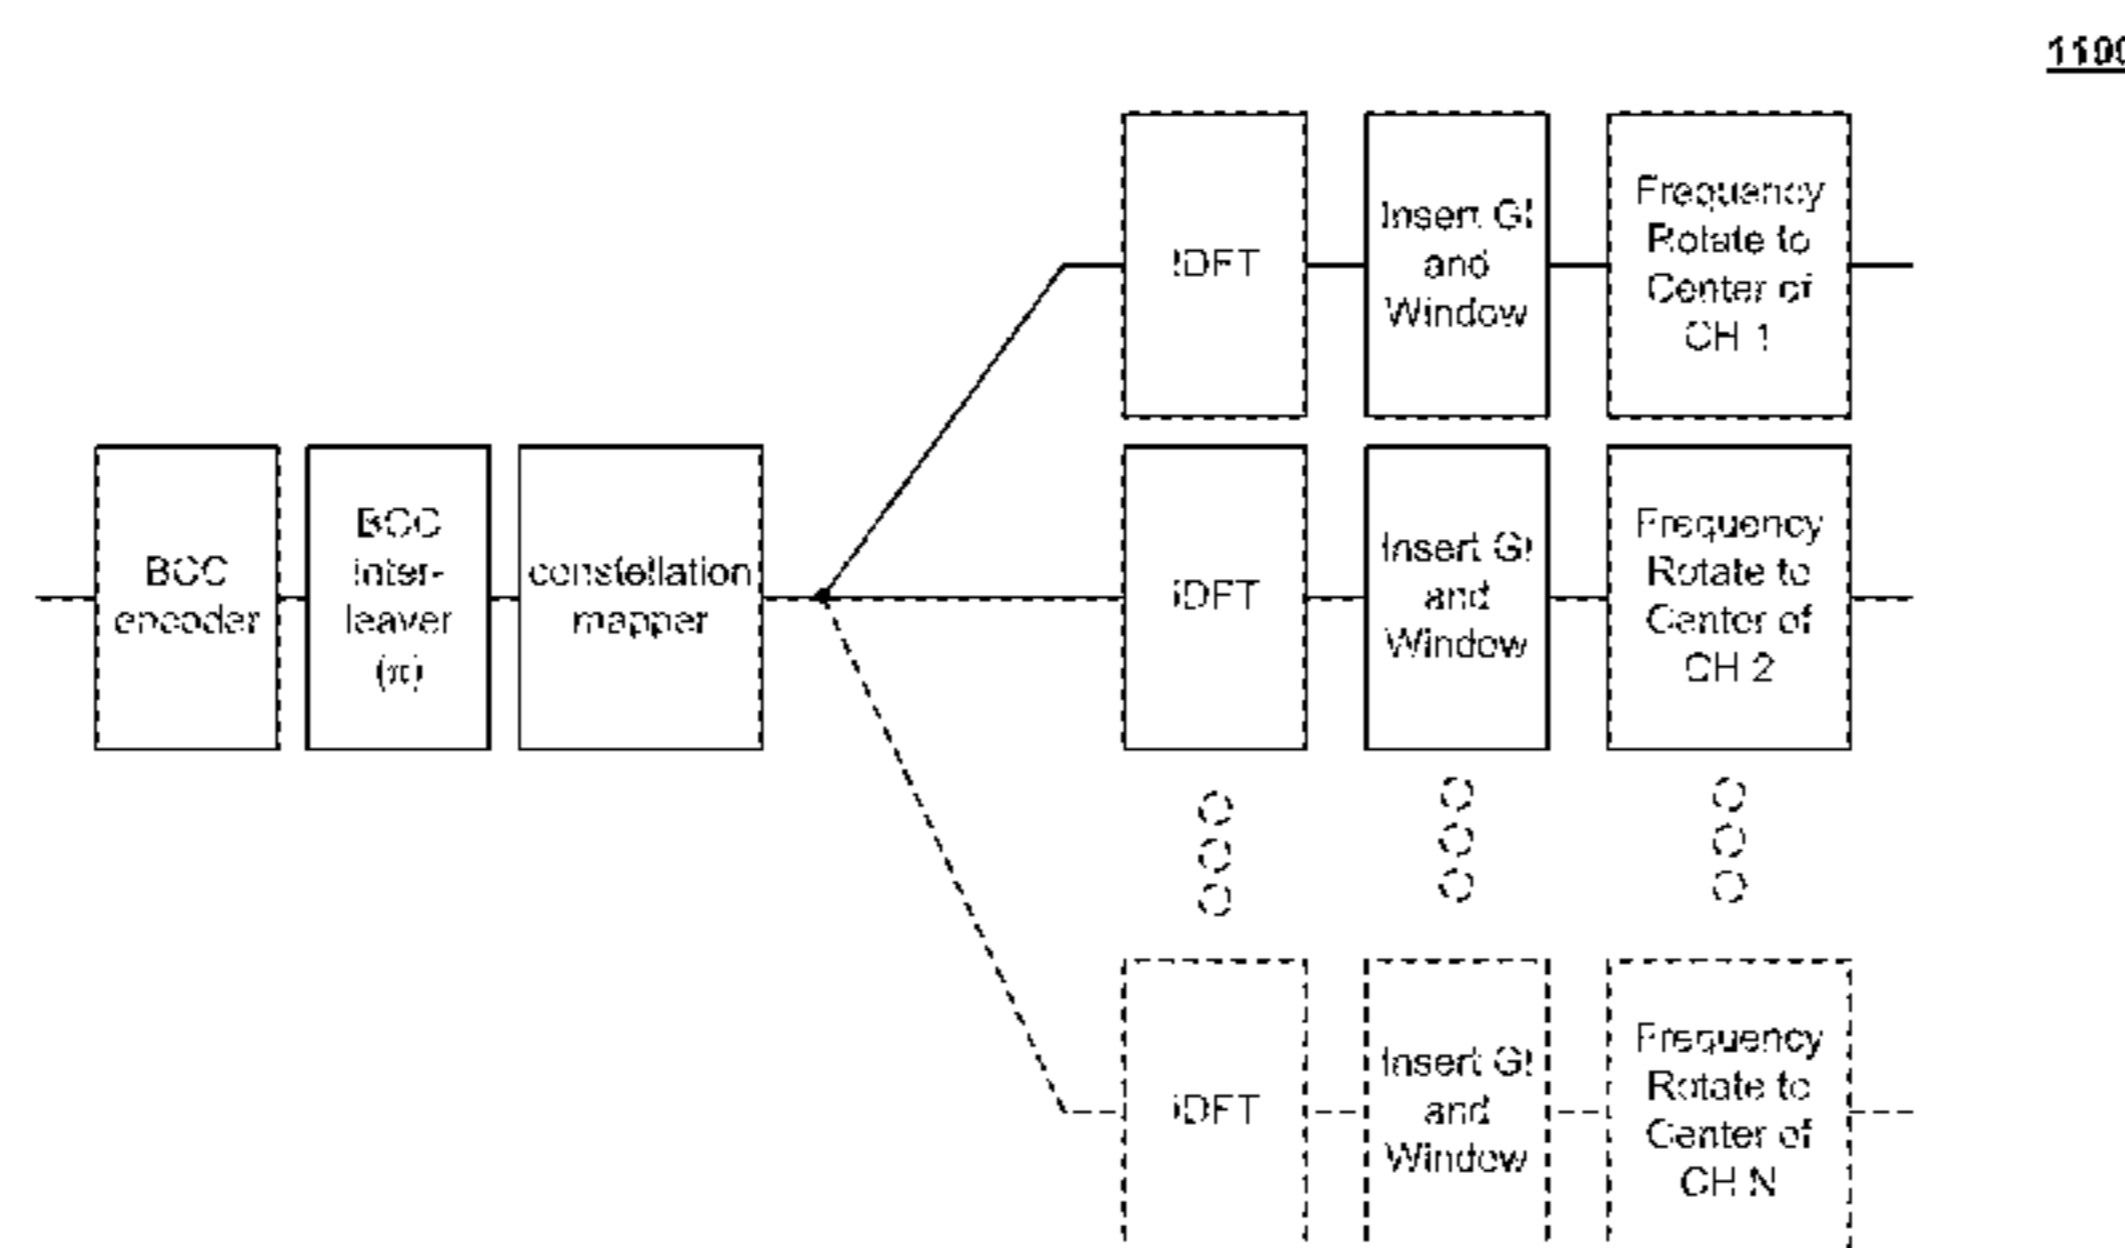 1100
IDFT
Insert GI
and
Window
Frequency
Rotate to
Center of
CH 1
BCC
encoder
BCC
inter-
leaver
(π)
constellation
mapper
IDFT
Insert GI
and
Window
Frequency
Rotate to
Center of
CH 2
IDFT
Insert GI
and
Window
Frequency
Rotate to
Center of
CH N